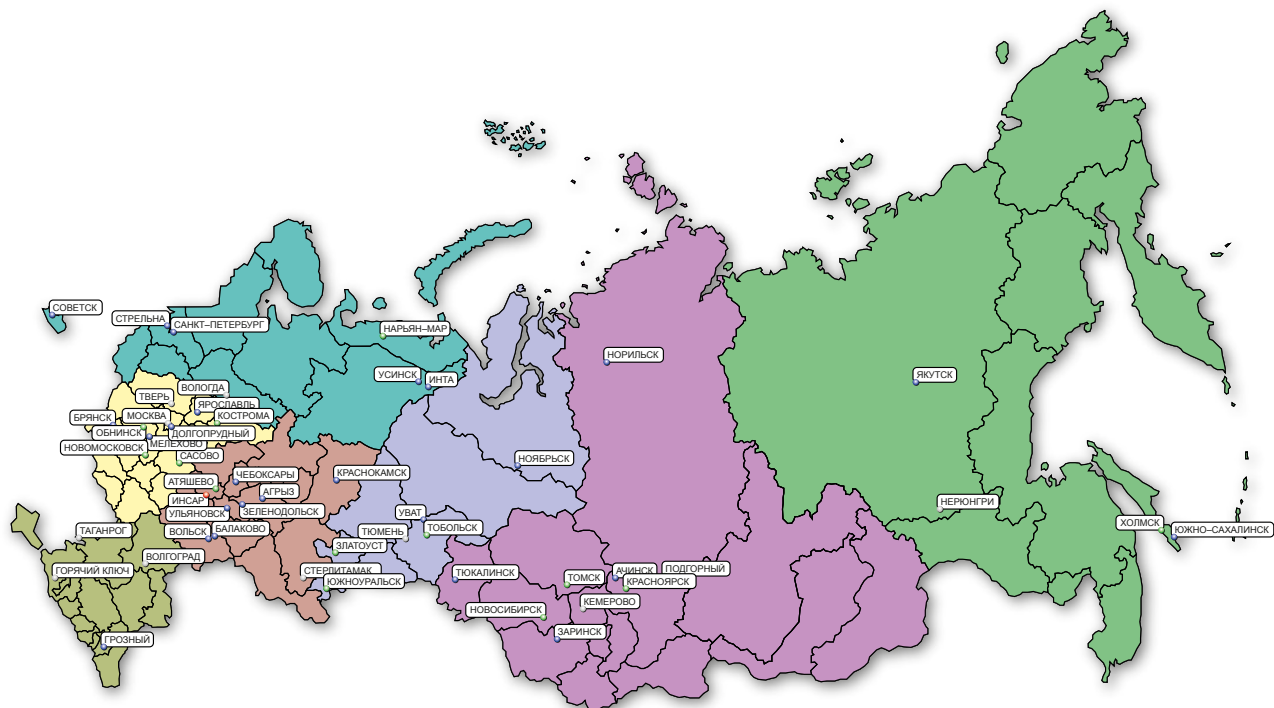 СОВЕТСК
СТРЕЛЬНА
САНКТ–ПЕТЕРБУРГ
НАРЬЯН–МАР
НОРИЛЬСК
УСИНСК
ИНТА
ЯКУТСК
ВОЛОГДА
ТВЕРЬ
ЯРОСЛАВЛЬ
БРЯНСК
МОСКВА
КОСТРОМА
ОБНИНСК
ДОЛГОПРУДНЫЙ
МЕЛЕХОВО
НОВОМОСКОВСК
САСОВО
НОЯБРЬСК
КРАСНОКАМСК
ЧЕБОКСАРЫ
АТЯШЕВО
АГРЫЗ
ИНСАР
НЕРЮНГРИ
УЛЬЯНОВСК
ЗЕЛЕНОДОЛЬСК
УВАТ
ТАГАНРОГ
ВОЛЬСК
БАЛАКОВО
ТЮМЕНЬ
ТОБОЛЬСК
ХОЛМСК
ЮЖНО–САХАЛИНСК
ЗЛАТОУСТ
ВОЛГОГРАД
ГОРЯЧИЙ КЛЮЧ
СТЕРЛИТАМАК
ЮЖНОУРАЛЬСК
ТЮКАЛИНСК
ТОМСК
АЧИНСК
ПОДГОРНЫЙ
КРАСНОЯРСК
НОВОСИБИРСК
КЕМЕРОВО
ЗАРИНСК
ГРОЗНЫЙ